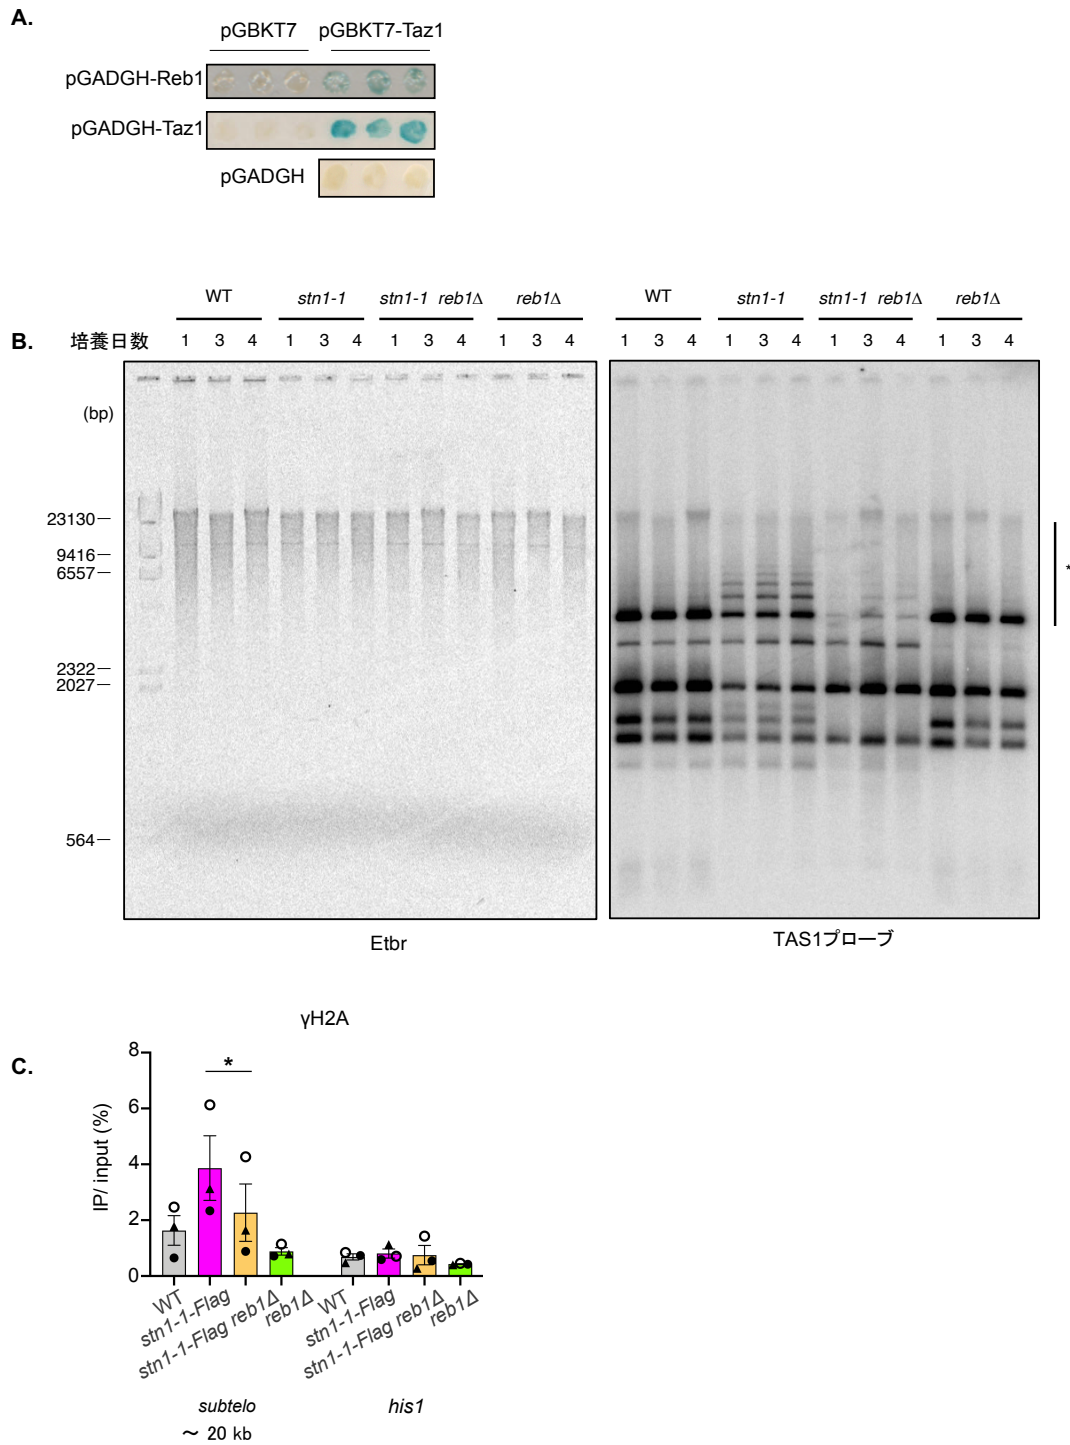 A.
pGBKT7 pGBKT7-Taz1
pGADGH-Reb1
pGADGH-Taz1
pGADGH
WT stn1-1 stn1-1 reb1Δ reb1Δ WT stn1-1 stn1-1 reb1Δ reb1Δ
B. 培養日数 1 3 4 1 3 4 1 3 4 1 3 4 1 3 4 1 3 4 1 3 4 1 3 4
(bp)
23130
9416
6557
*
2322
2027
564
Etbr TAS1プローブ
γH2A
C.
8
*
6
4
2
0
IP/ input (%)
WT stn1-1-Flag stn1-1-Flag reb1Δ reb1Δ WT stn1-1-Flag stn1-1-Flag reb1Δ reb1Δ
subtelo his1
～ 20 kb